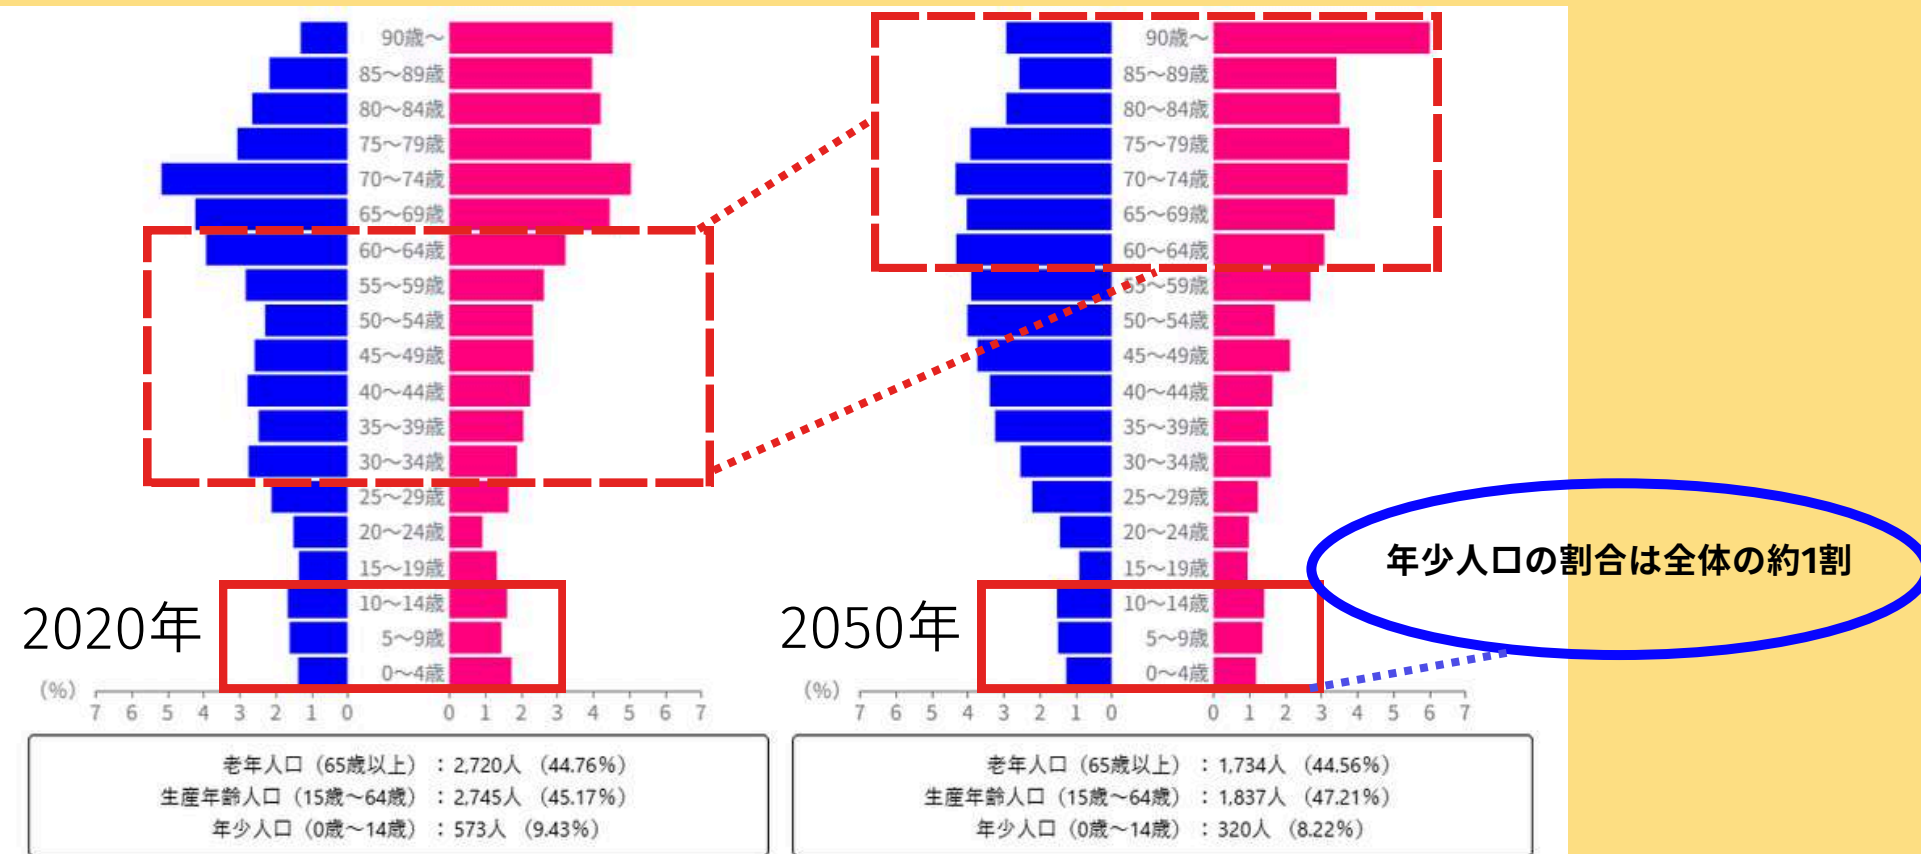 90歳～
85～89歳
80～84歳
75～79歳
70～74歳
65～69歳
60～64歳
55～59歳
50～54歳
45～49歳
40～44歳
35～39歳
30～34歳
25～29歳
20～24歳
15～19歳
10～14歳
5～9歳
0～4歳
2020年
(%)
7 6 5 4 3 2 1 0 0 1 2 3 4 5 6 7
老年人口（65歳以上）：2,720人 （44.76%）
生産年齢人口（15歳～64歳）：2,745人 （45.17%）
年少人口（0歳～14歳）：573人 （9.43%）
90歳～
85～89歳
80～84歳
75～79歳
70～74歳
65～69歳
60～64歳
55～59歳
50～54歳
45～49歳
40～44歳
35～39歳
30～34歳
25～29歳
20～24歳
15～19歳
10～14歳
5～9歳
0～4歳
2050年
(%)
7 6 5 4 3 2 1 0 0 1 2 3 4 5 6 7
老年人口（65歳以上）：1,734人 （44.56%）
生産年齢人口（15歳～64歳）：1,837人 （47.21%）
年少人口（0歳～14歳）：320人 （8.22%）
年少人口の割合は全体の約1割